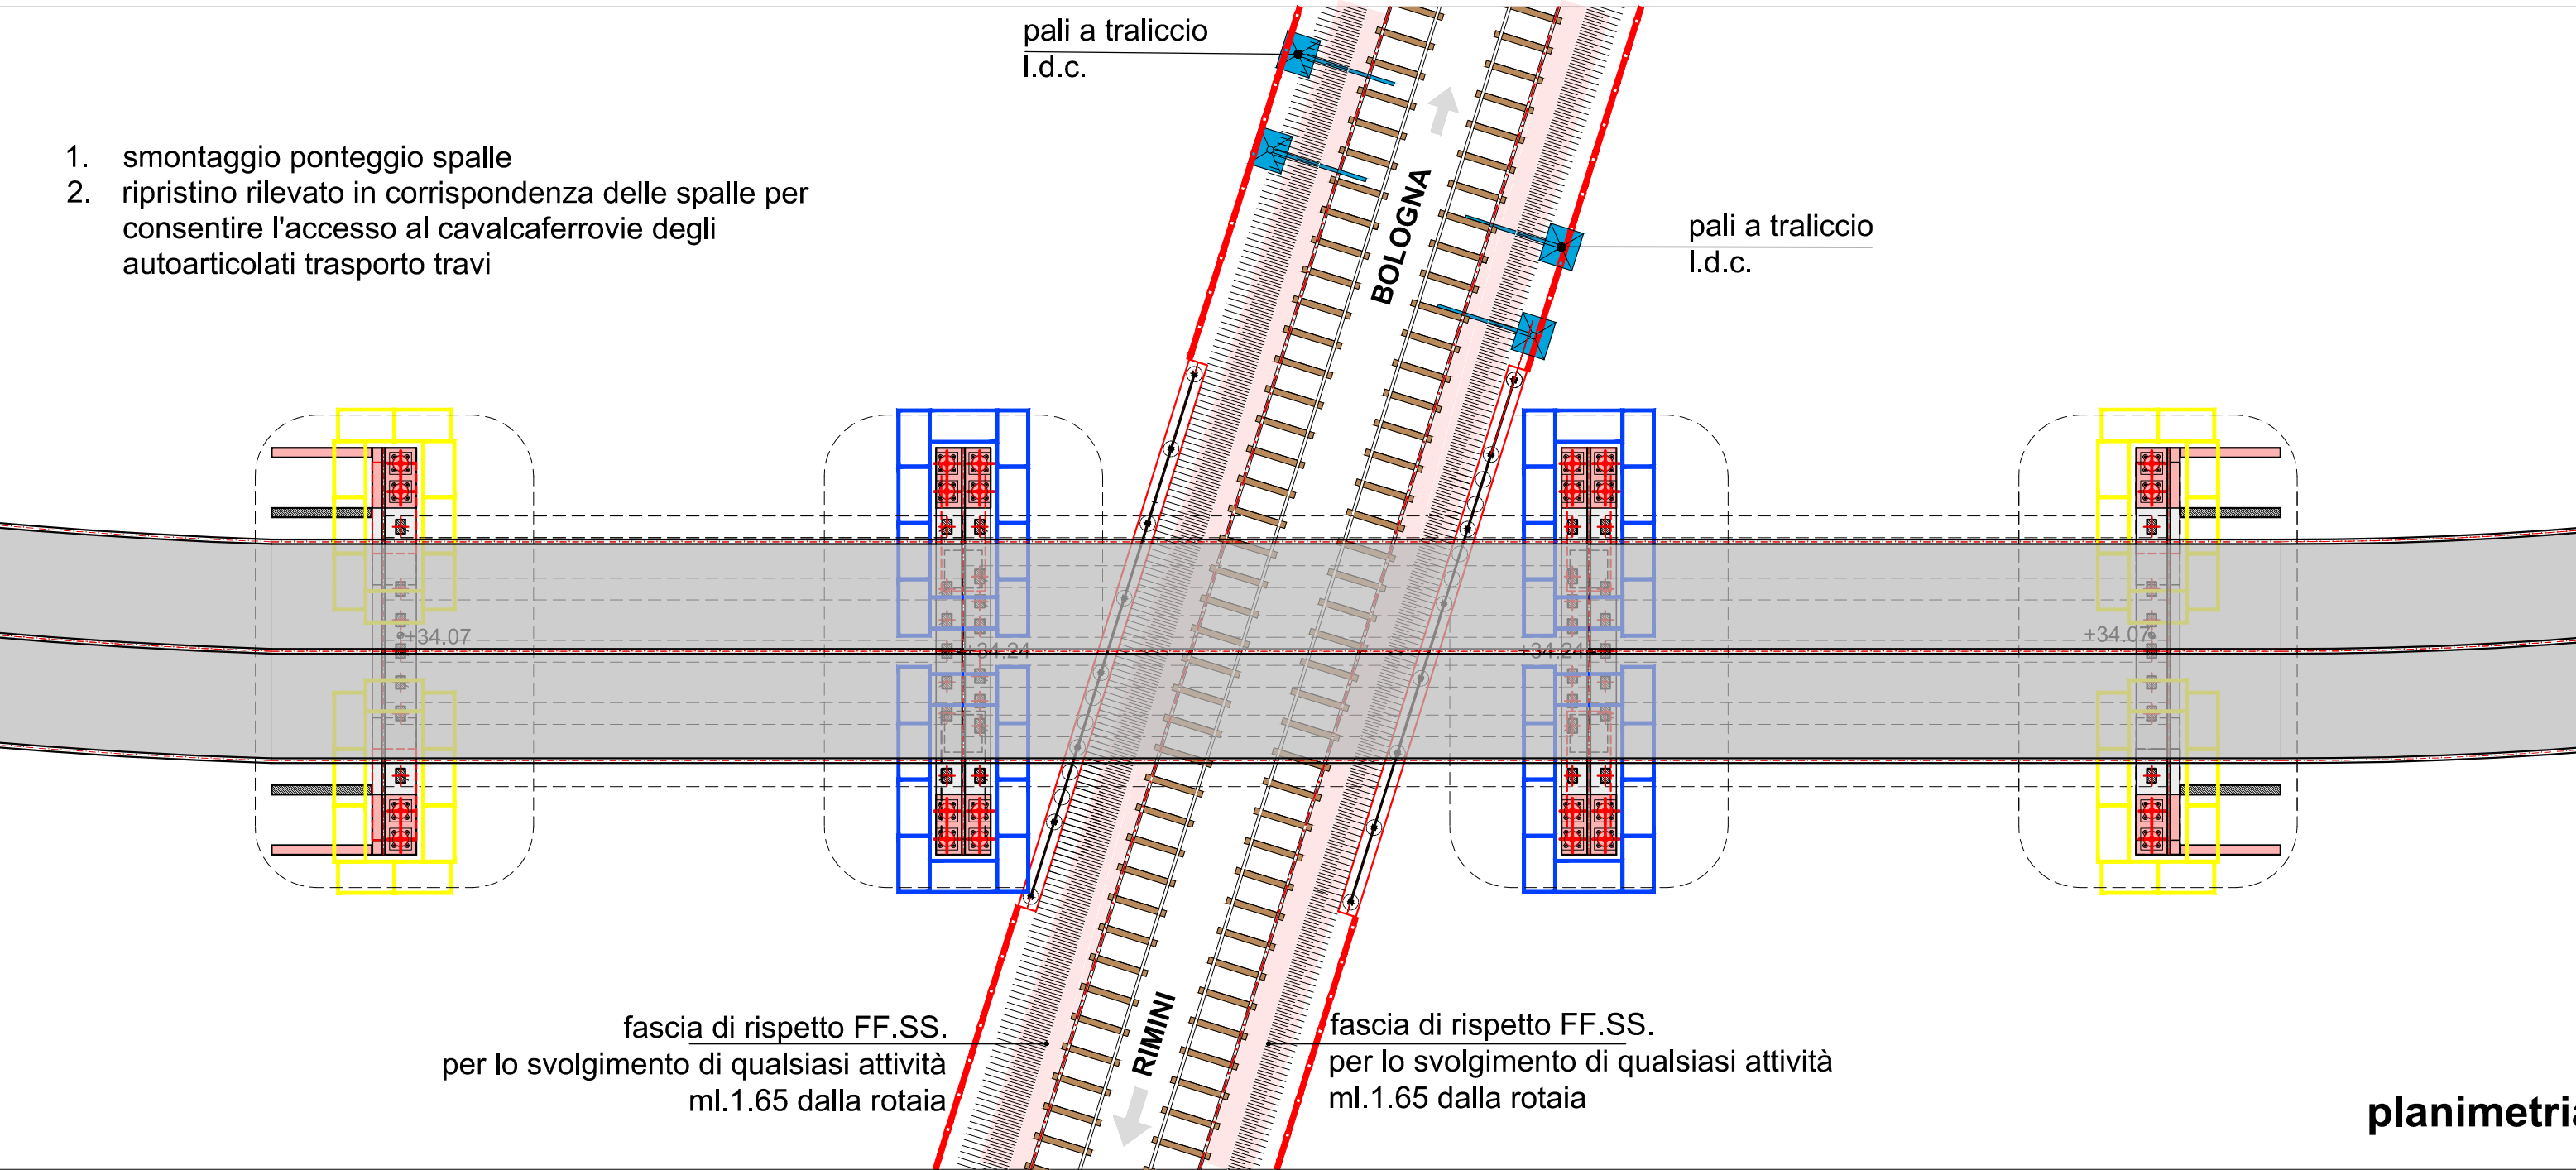 pali a traliccio
l.d.c.
1. smontaggio ponteggio spalle
2. ripristino rilevato in corrispondenza delle spalle per
consentire l'accesso al cavalcaferrovie degli
autoarticolati trasporto travi
BOLOGNA
pali a traliccio
l.d.c.
+34.07
+34.24
+34.24
+34.07
RIMINI
fascia di rispetto FF.SS.
per lo svolgimento di qualsiasi attività
ml.1.65 dalla rotaia
fascia di rispetto FF.SS.
per lo svolgimento di qualsiasi attività
ml.1.65 dalla rotaia
planimetria